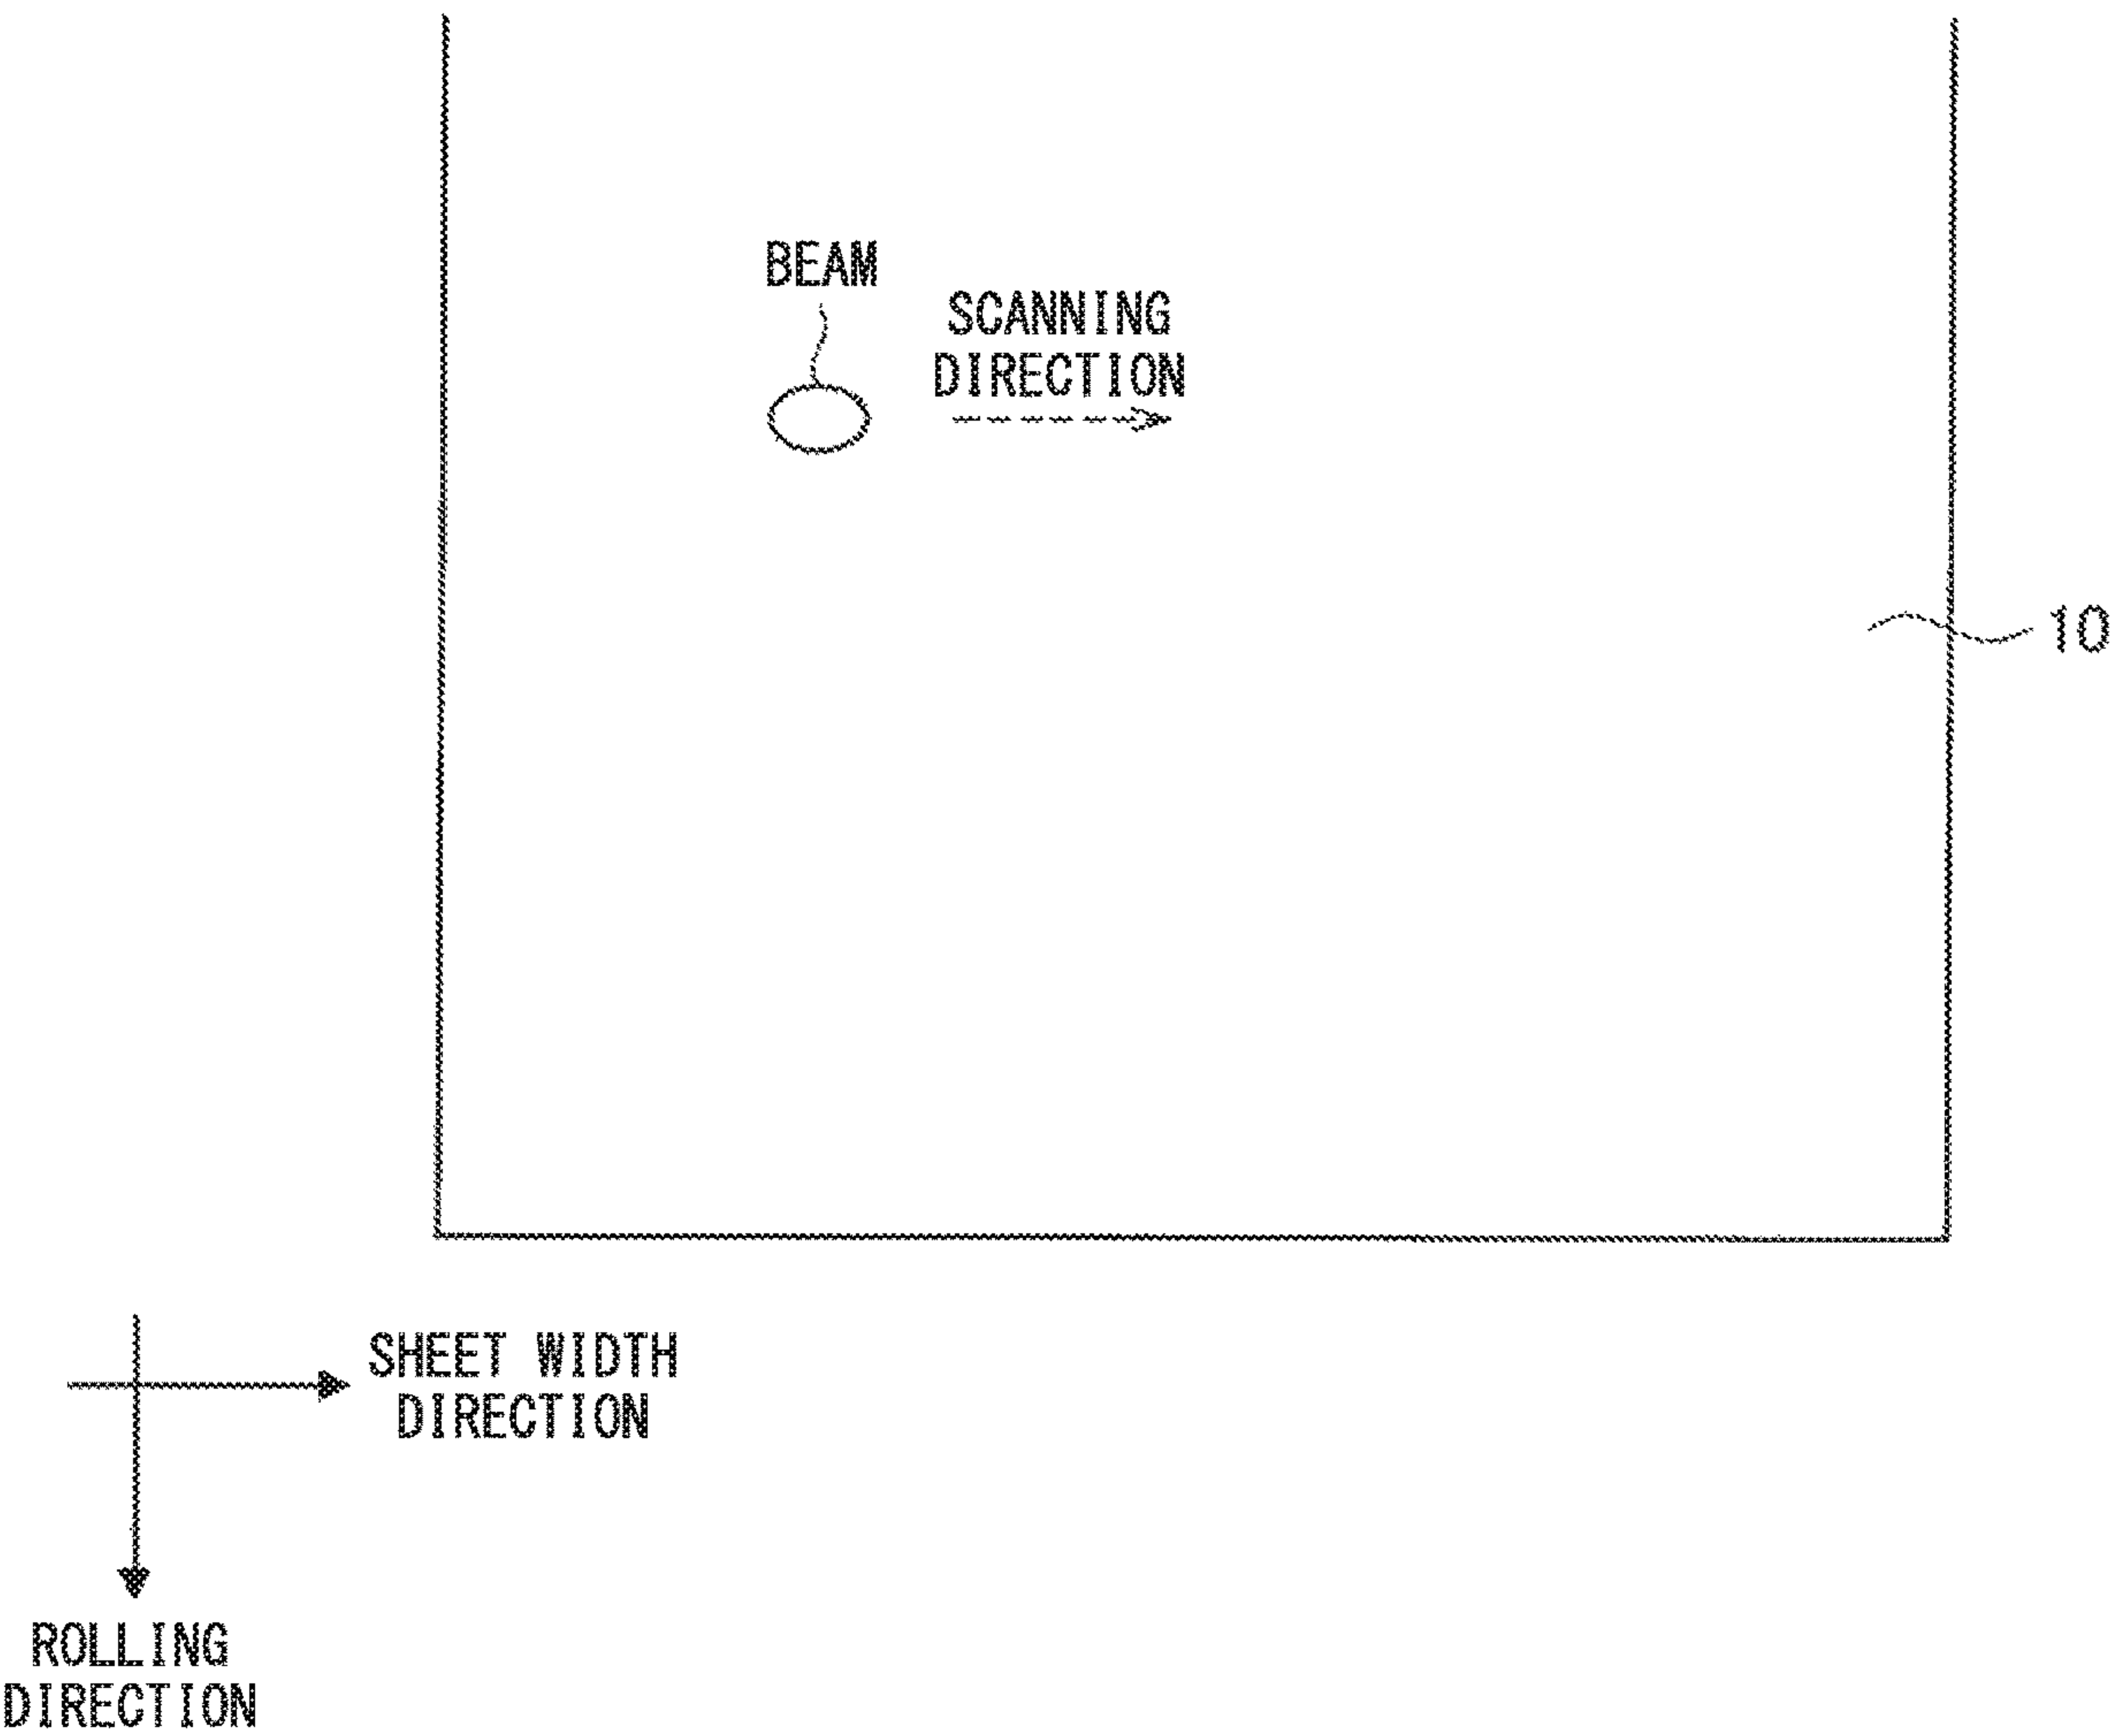 BEAM
SCANNING
DIRECTION
10
SHEET WIDTH
DIRECTION
ROLLING
DIRECTION